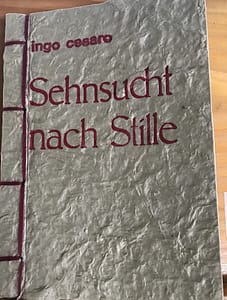 ingo cesaro
Sehnsucht
nach Stille